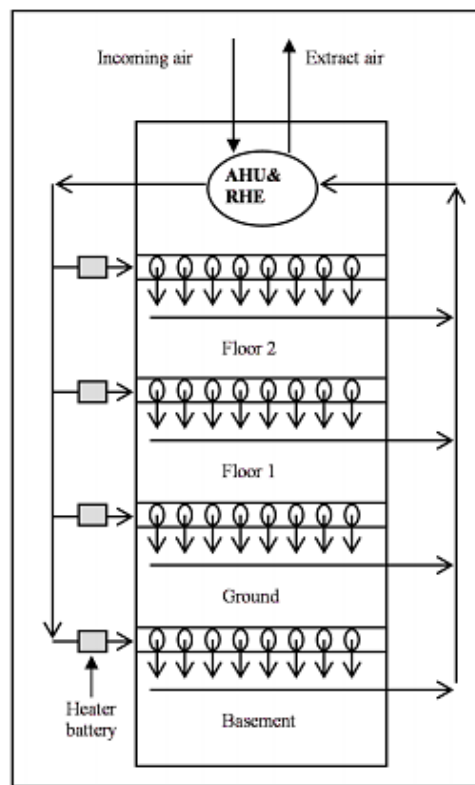 Incoming air
Extract air
AHU&
RHE
Floor 2
Floor 1
Ground
Heater
battery
Basement